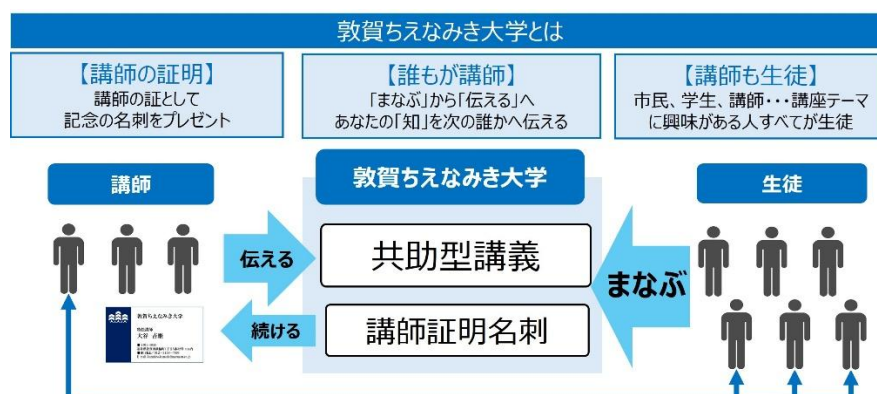 敦賀ちえなみき大学とは
【講師の証明】
講師の証として
記念の名刺をプレゼント
【誰もが講師】
「まなぶ」から「伝える」へ
あなたの「知」を次の誰かへ伝える
【講師も生徒】
市民、学生、講師・・・講座テーマ
に興味がある人すべてが生徒
講師
敦賀ちえなみき大学
生徒
伝える
共助型講義
まなぶ
敦賀ちえなみき大学
続ける
講師証明名刺